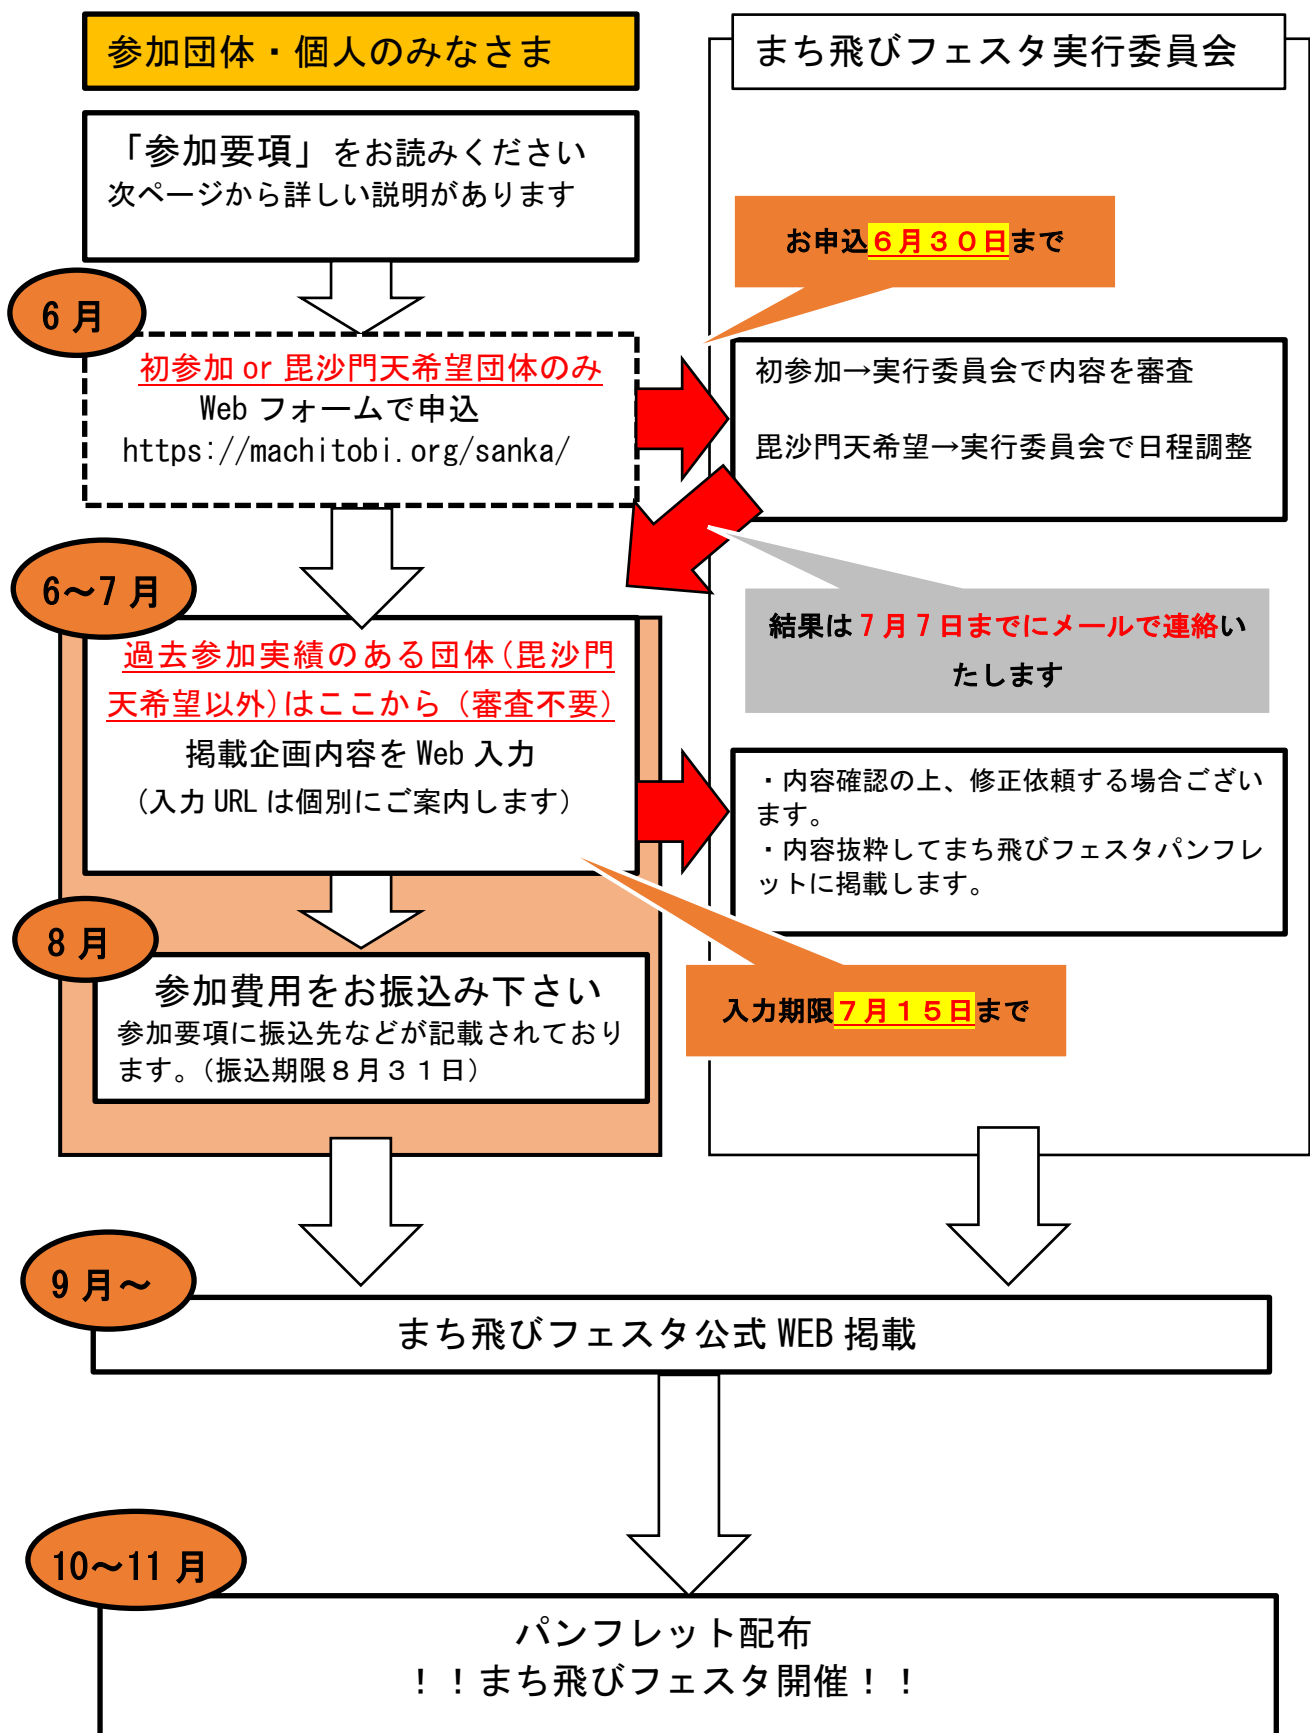 参加団体・個人のみなさま
まち飛びフェスタ実行委員会
「参加要項」をお読みください
次ページから詳しい説明があります
お申込６月３０日まで
6月
初参加 or 毘沙門天希望団体のみ
Web フォームで申込
https://machitobi.org/sanka/
初参加→実行委員会で内容を審査
毘沙門天希望→実行委員会で日程調整
6～7月
結果は７月７日までにメールで連絡い
たします
過去参加実績のある団体(毘沙門
天希望以外)はここから（審査不要）
掲載企画内容を Web 入力
（入力 URL は個別にご案内します）
・内容確認の上、修正依頼する場合ござい
ます。
・内容抜粋してまち飛びフェスタパンフレ
ットに掲載します。
8月
参加費用をお振込み下さい
参加要項に振込先などが記載されており
ます。（振込期限８月３１日）
入力期限７月１５日まで
9月～
まち飛びフェスタ公式 WEB 掲載
10～11月
パンフレット配布
！！まち飛びフェスタ開催！！